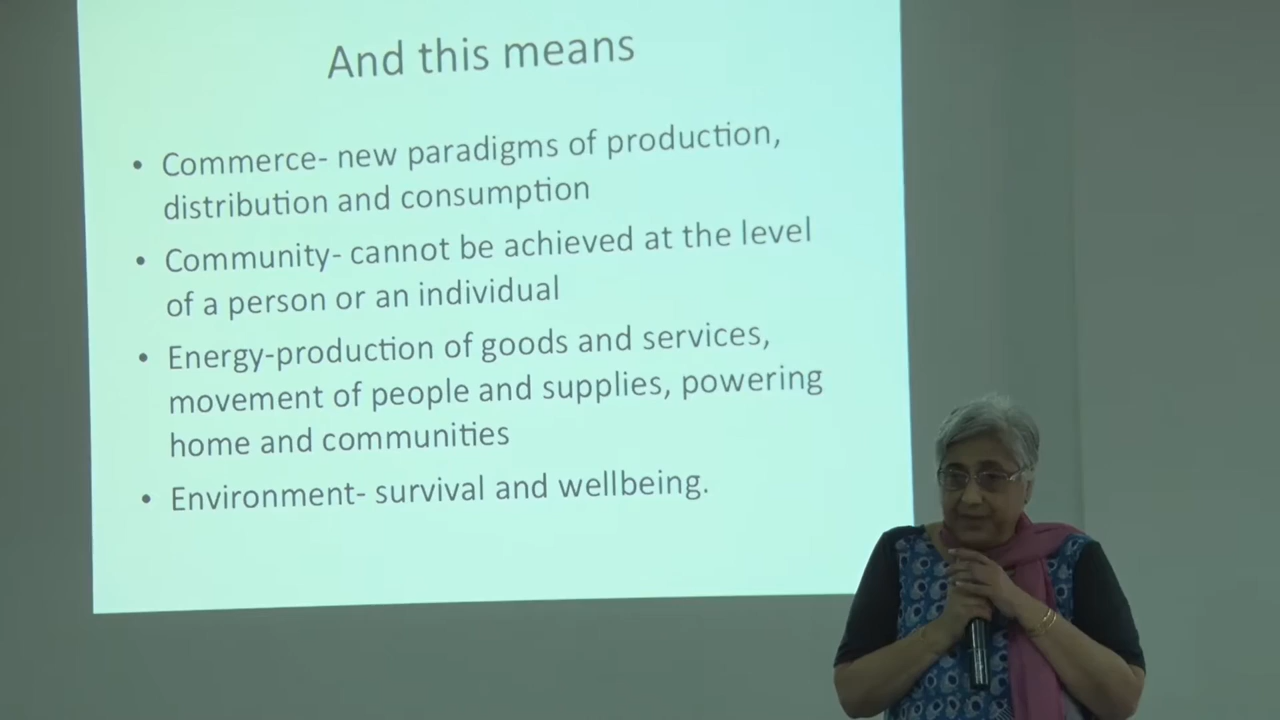 And this means
• Commerce- new paradigms of production,
distribution and consumption
• Community- cannot be achieved at the level
of a person or an individual
• Energy-production of goods and services,
movement of people and supplies, powering
home and communities
• Environment- survival and wellbeing.